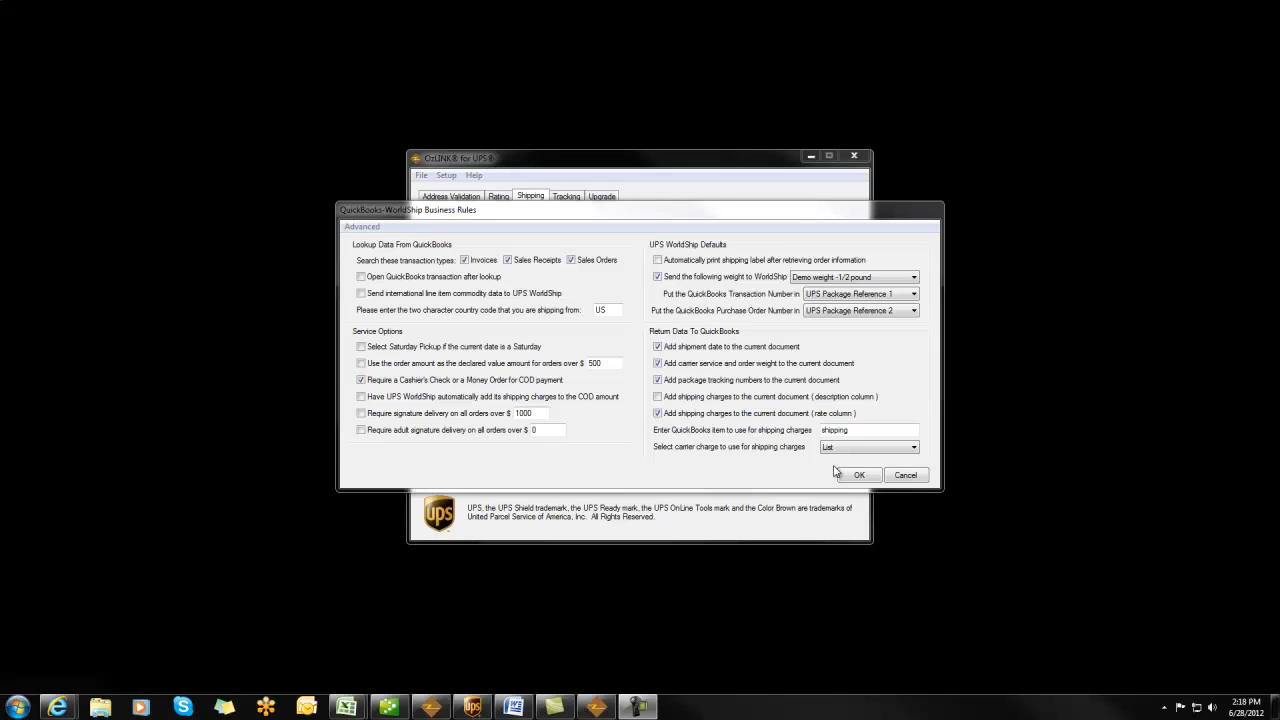 OzLINK® for UPS®
File Setup Help
Address Validation Rating Shipping Tracking Upgrade
QuickBooks-WorldShip Business Rules
Advanced
Lookup Data From QuickBooks
Search these transaction types: Invoices Sales Receipts Sales Orders
Open QuickBooks transaction after lookup
Send international line item commodity data to UPS WorldShip
Please enter the two character country code that you are shipping from: US
Service Options
Select Saturday Pickup if the current date is a Saturday
Use the order amount as the declared value amount for orders over $ 500
Require a Cashier's Check or a Money Order for COD payment
Have UPS WorldShip automatically add its shipping charges to the COD amount
Require signature delivery on all orders over $ 1000
Require adult signature delivery on all orders over $ 0
UPS WorldShip Defaults
Automatically print shipping label after retrieving order information
Send the following weight to WorldShip Demo weight -1/2 pound
Put the QuickBooks Transaction Number in UPS Package Reference 1
Put the QuickBooks Purchase Order Number in UPS Package Reference 2
Return Data To QuickBooks
Add shipment date to the current document
Add carrier service and order weight to the current document
Add package tracking numbers to the current document
Add shipping charges to the current document ( description column )
Add shipping charges to the current document ( rate column )
Enter QuickBooks item to use for shipping charges shipping
Select carrier charge to use for shipping charges List
OK Cancel
ups
UPS, the UPS Shield trademark, the UPS Ready mark, the UPS OnLine Tools mark and the Color Brown are trademarks of
United Parcel Service of America, Inc. All Rights Reserved.
2:18 PM
6/28/2012